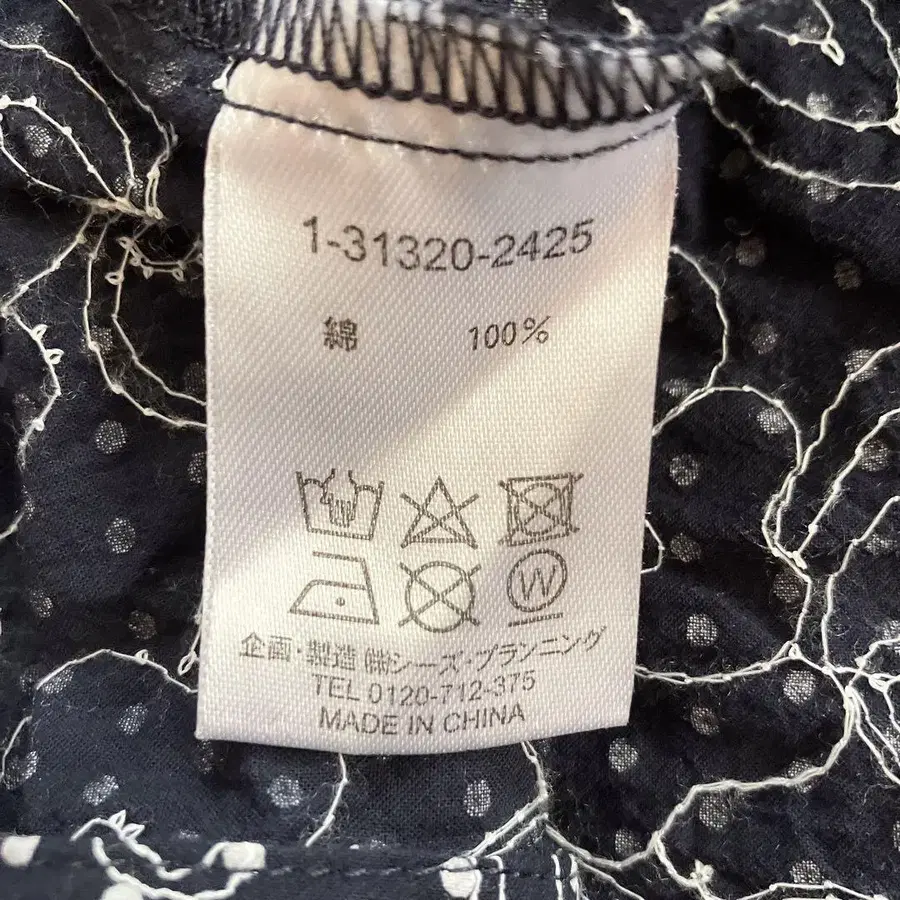 1-31320-2425
綿 100%
W
企画・製造 ㈱シーズ・プランニング
TEL 0120-712-375
MADE IN CHINA